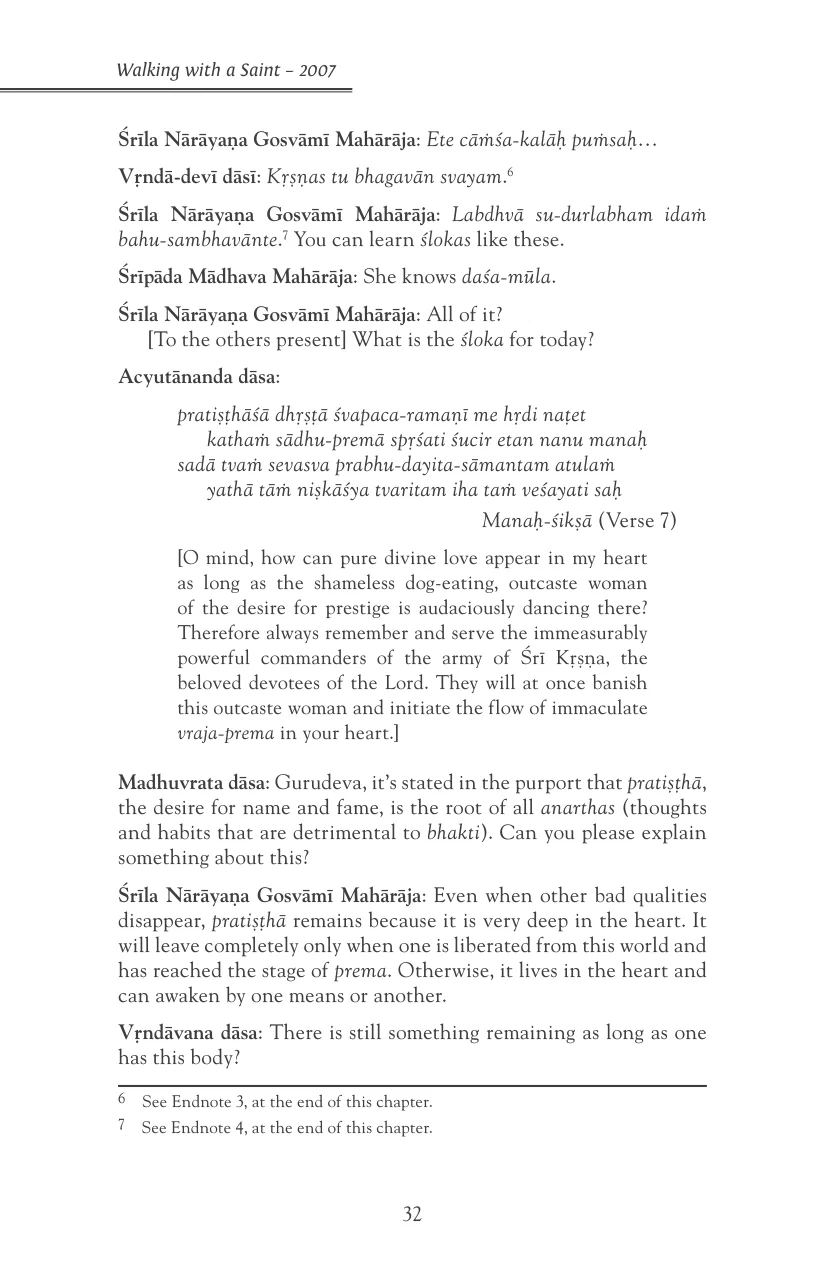 Walking with a Saint – 2007
Śrīla Nārāyaṇa Gosvāmī Mahārāja: Ete cāṁśa-kalāḥ puṁsaḥ…
Vṛndā-devī dāsī: Kṛṣṇas tu bhagavān svayam.6
Śrīla Nārāyaṇa Gosvāmī Mahārāja: Labdhvā su-durlabham idaṁ
bahu-sambhavānte.7 You can learn ślokas like these.
Śrīpāda Mādhava Mahārāja: She knows daśa-mūla.
Śrīla Nārāyaṇa Gosvāmī Mahārāja: All of it?
[To the others present] What is the śloka for today?
Acyutānanda dāsa:
pratiṣṭhāśā dhṛṣṭā śvapaca-ramaṇī me hṛdi naṭet
kathaṁ sādhu-premā spṛśati śucir etan nanu manaḥ
sadā tvaṁ sevasva prabhu-dayita-sāmantam atulaṁ
yathā tāṁ niṣkāśya tvaritam iha taṁ veśayati saḥ
Manaḥ-śikṣā (Verse 7)
[O mind, how can pure divine love appear in my heart
as long as the shameless dog-eating, outcaste woman
of the desire for prestige is audaciously dancing there?
Therefore always remember and serve the immeasurably
powerful commanders of the army of Śrī Kṛṣṇa, the
beloved devotees of the Lord. They will at once banish
this outcaste woman and initiate the flow of immaculate
vraja-prema in your heart.]
Madhuvrata dāsa: Gurudeva, it's stated in the purport that pratiṣṭhā,
the desire for name and fame, is the root of all anarthas (thoughts
and habits that are detrimental to bhakti). Can you please explain
something about this?
Śrīla Nārāyaṇa Gosvāmī Mahārāja: Even when other bad qualities
disappear, pratiṣṭhā remains because it is very deep in the heart. It
will leave completely only when one is liberated from this world and
has reached the stage of prema. Otherwise, it lives in the heart and
can awaken by one means or another.
Vṛndāvana dāsa: There is still something remaining as long as one
has this body?
6 See Endnote 3, at the end of this chapter.
7 See Endnote 4, at the end of this chapter.
32